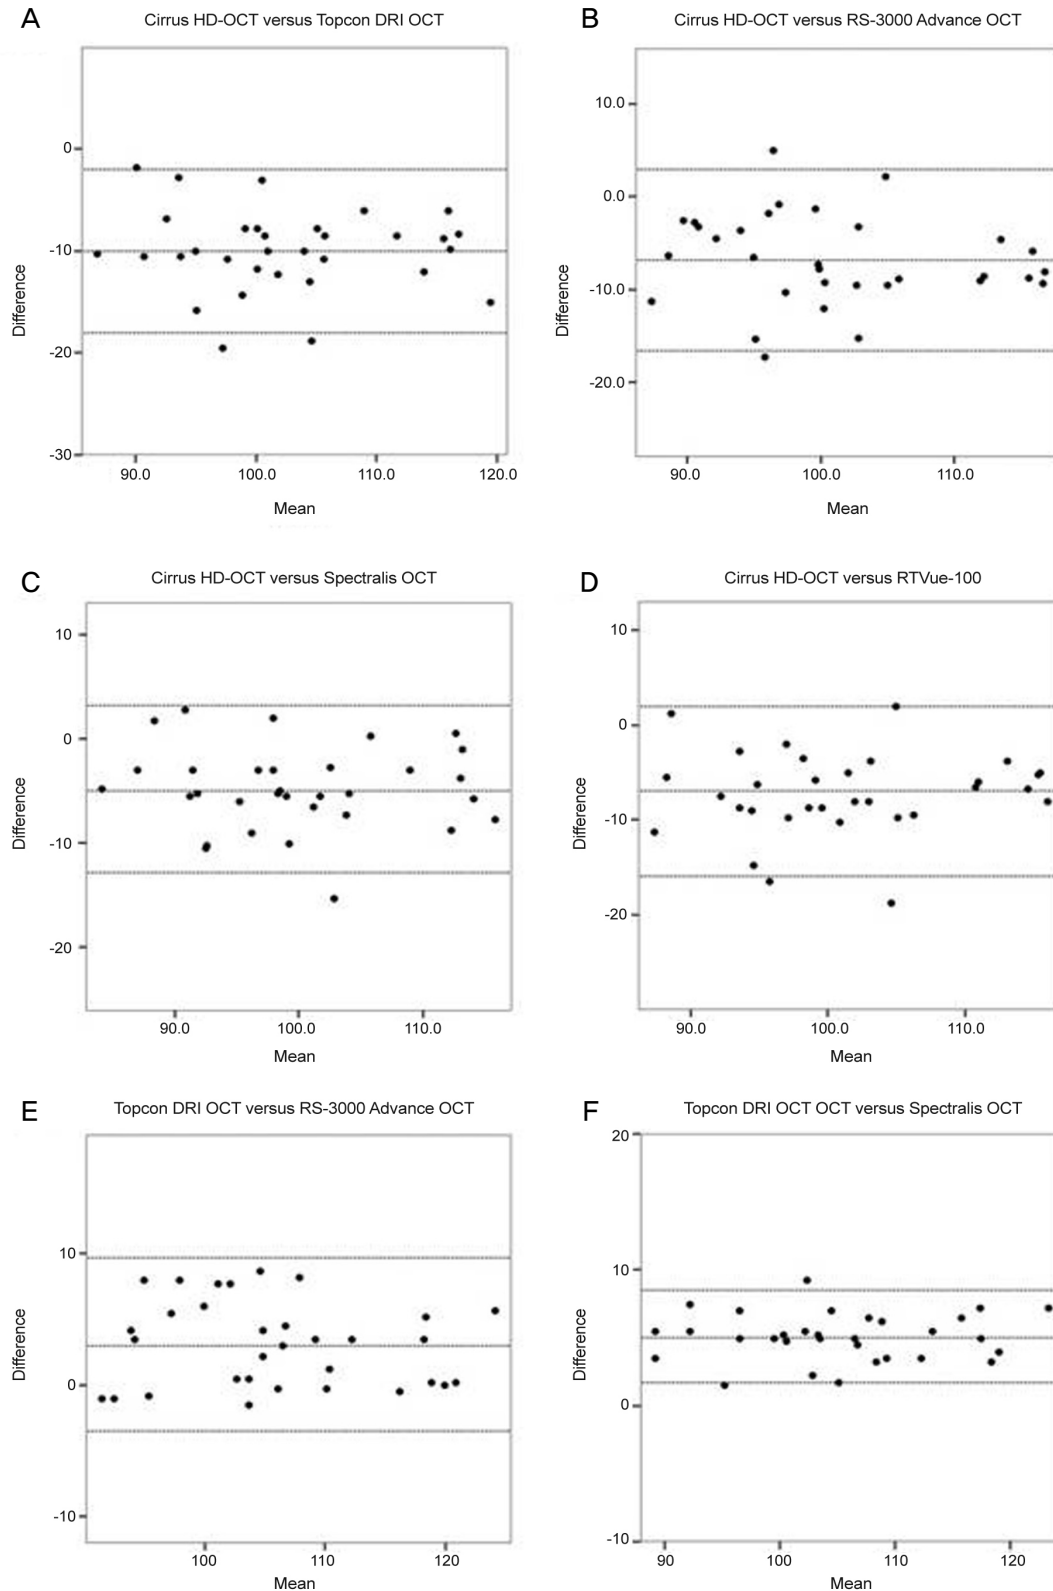 A
Cirrus HD-OCT versus Topcon DRI OCT
0
-10
-20
-30
Difference
90.0 100.0 110.0 120.0
Mean
B
Cirrus HD-OCT versus RS-3000 Advance OCT
10.0
0.0
-10.0
-20.0
Difference
90.0 100.0 110.0
Mean
C
Cirrus HD-OCT versus Spectralis OCT
10
0
-10
-20
Difference
90.0 100.0 110.0
Mean
D
Cirrus HD-OCT versus RTVue-100
10
0
-10
-20
Difference
90.0 100.0 110.0
Mean
E
Topcon DRI OCT versus RS-3000 Advance OCT
10
0
-10
Difference
100 110 120
Mean
F
Topcon DRI OCT OCT versus Spectralis OCT
20
10
0
-10
Difference
90 100 110 120
Mean